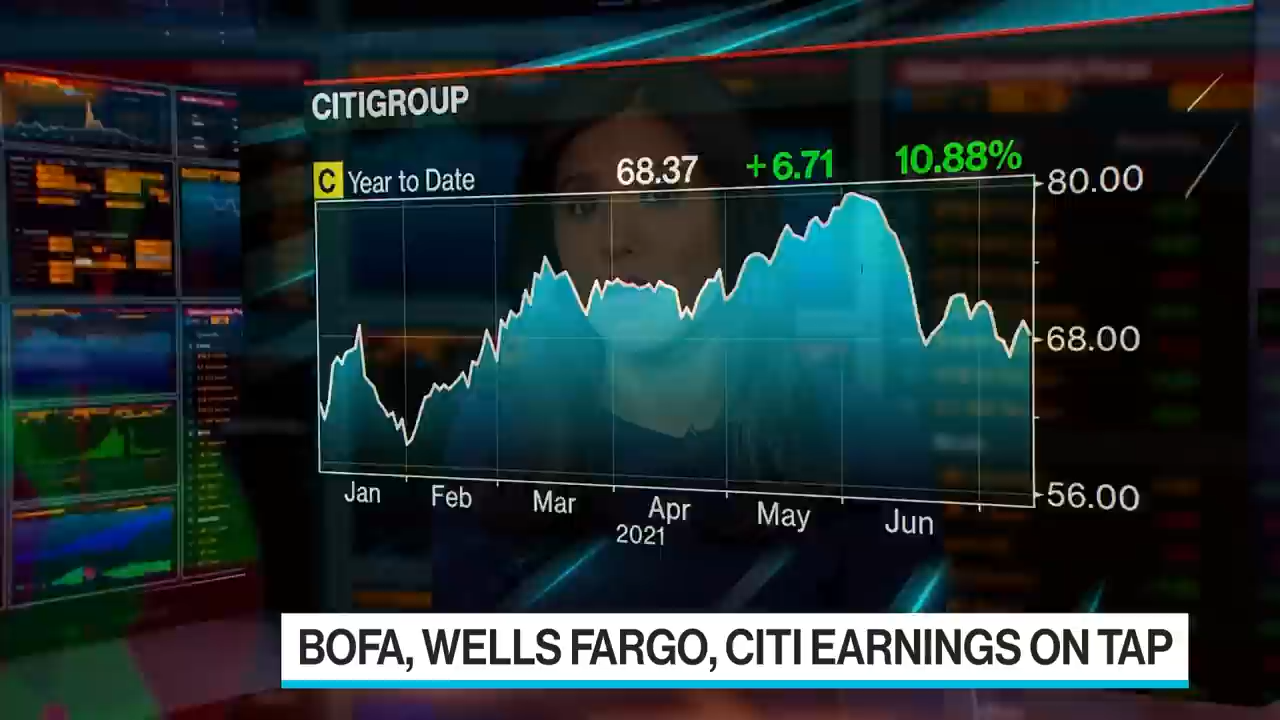 CITIGROUP
C Year to Date 68.37 +6.71 10.88%
80.00
68.00
56.00
Jan Feb Mar Apr May Jun
2021
BOFA, WELLS FARGO, CITI EARNINGS ON TAP